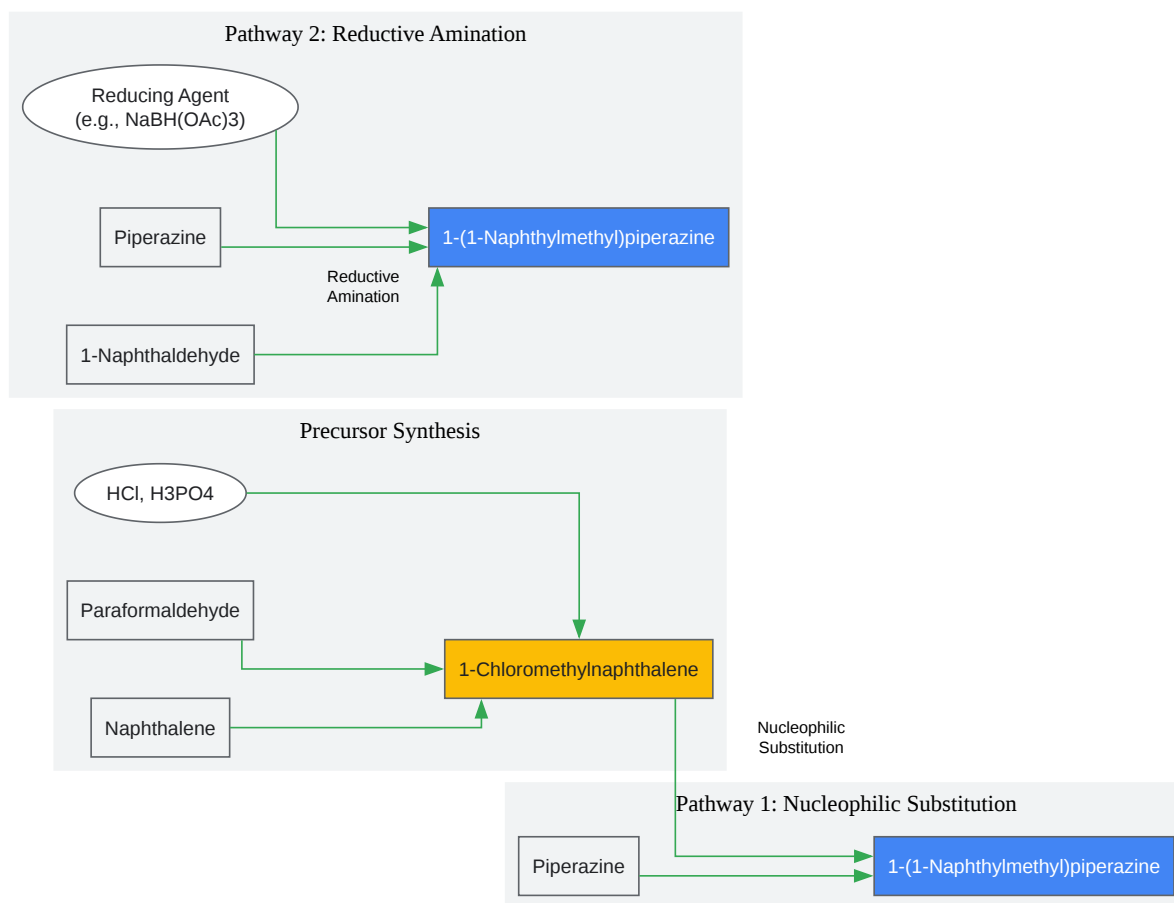 Pathway 2: Reductive Amination
Reducing Agent
(e.g., NaBH(OAc)3)
Piperazine
1-(1-Naphthylmethyl)piperazine
Reductive
Amination
1-Naphthaldehyde
Precursor Synthesis
HCl, H3PO4
Paraformaldehyde
1-Chloromethylnaphthalene
Naphthalene
Nucleophilic
Substitution
Pathway 1: Nucleophilic Substitution
Piperazine
1-(1-Naphthylmethyl)piperazine